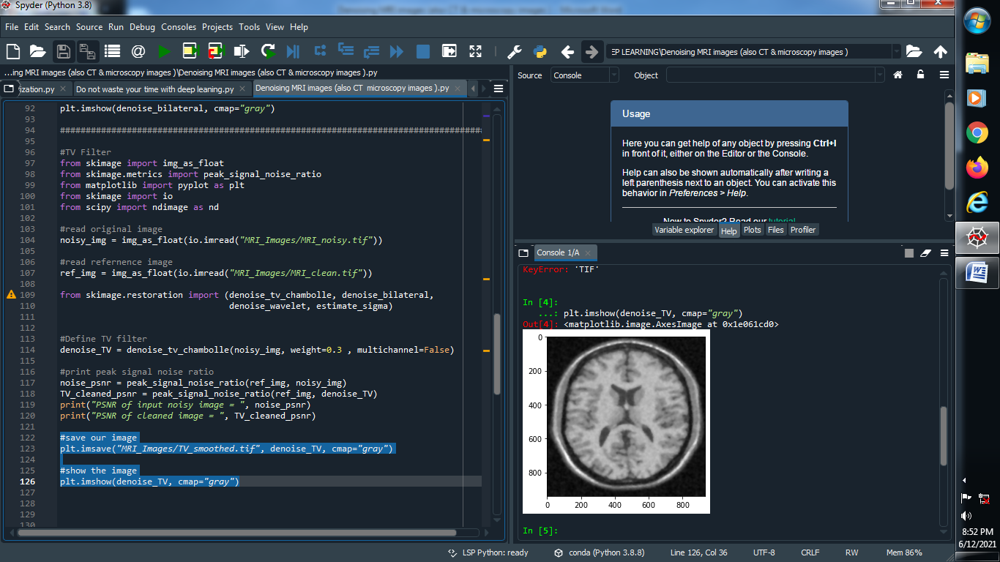 Spyder (Python 3.8)
File Edit Search Source Run Debug Consoles Projects Tools View Help
EP LEARNING\Denoising MRI images (also CT & microscopy images )
...ing MRI images (also CT & microscopy images )\Denoising MRI images (also CT & microscopy images ).py
rization.py
Do not waste your time with deep leaning.py
Denoising MRI images (also CT microscopy images ).py
92 plt.imshow(denoise_bilateral, cmap="gray")
93
94 ##################################################################################
95
96 #TV Filter
97 from skimage import img_as_float
98 from skimage.metrics import peak_signal_noise_ratio
99 from matplotlib import pyplot as plt
100 from skimage import io
101 from scipy import ndimage as nd
102
103 #read original image
104 noisy_img = img_as_float(io.imread("MRI_Images/MRI_noisy.tif"))
105
106 #read refernence image
107 ref_img = img_as_float(io.imread("MRI_Images/MRI_clean.tif"))
108
109 from skimage.restoration import (denoise_tv_chambolle, denoise_bilateral,
110 denoise_wavelet, estimate_sigma)
111
112
113 #Define TV filter
114 denoise_TV = denoise_tv_chambolle(noisy_img, weight=0.3 , multichannel=False)
115
116 #print peak signal noise ratio
117 noise_psnr = peak_signal_noise_ratio(ref_img, noisy_img)
118 TV_cleaned_psnr = peak_signal_noise_ratio(ref_img, denoise_TV)
119 print("PSNR of input noisy image = ", noise_psnr)
120 print("PSNR of cleaned image = ", TV_cleaned_psnr)
121
122 #save our image
123 plt.imsave("MRI_Images/TV_smoothed.tif", denoise_TV, cmap="gray")
124
125 #show the image
126 plt.imshow(denoise_TV, cmap="gray")
127
128
129
130
Source Console Object
Usage
Here you can get help of any object by pressing Ctrl+I
in front of it, either on the Editor or the Console.
Help can also be shown automatically after writing a
left parenthesis next to an object. You can activate this
behavior in Preferences > Help.
New to Spyder? Read our tutorial
Variable explorer Help Plots Files Profiler
Console 1/A
KeyError: 'TIF'
In [4]:
...: plt.imshow(denoise_TV, cmap="gray")
Out[4]: <matplotlib.image.AxesImage at 0x1e061cd0>
0
200
400
600
800
0 200 400 600 800
In [5]:
LSP Python: ready conda (Python 3.8.8) Line 126, Col 36 UTF-8 CRLF RW Mem 86%
8:52 PM
6/12/2021